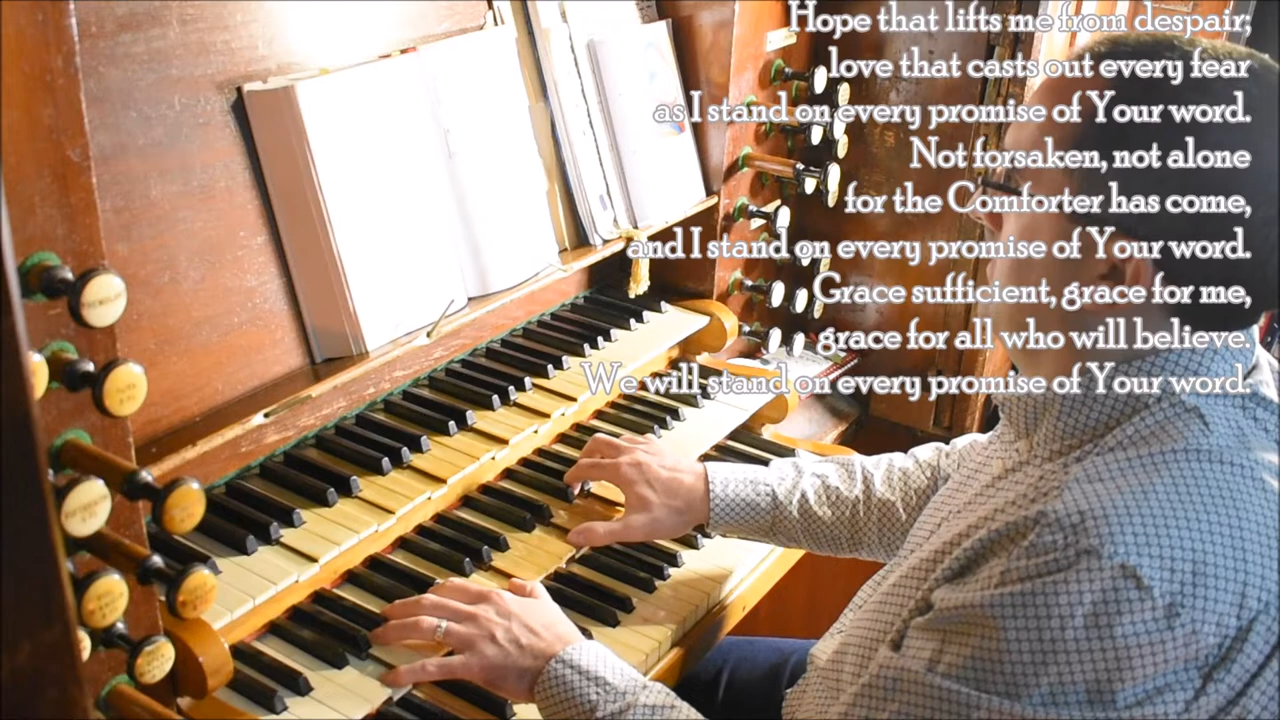 Hope that lifts me from despair;
love that casts out every fear
as I stand on every promise of Your word.
Not forsaken, not alone
for the Comforter has come,
and I stand on every promise of Your word.
Grace sufficient, grace for me,
grace for all who will believe.
We will stand on every promise of Your word.